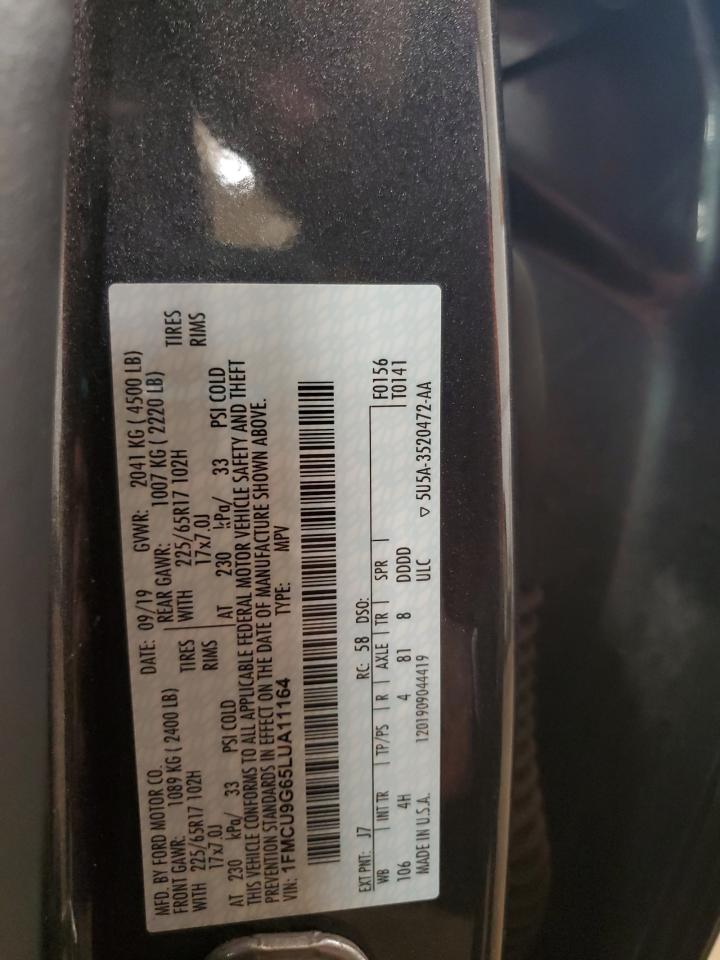 MFD. BY FORD MOTOR CO.
DATE: 09/19 GVWR: 2041 KG ( 4500 LB)
FRONT GAWR: 1089 KG ( 2400 LB) REAR GAWR: 1007 KG ( 2220 LB)
WITH 225/65R17 102H TIRES WITH 225/65R17 102H TIRES
17x7.0J RIMS 17x7.0J RIMS
AT 230 kPa/ 33 PSI COLD AT 230 kPa/ 33 PSI COLD
THIS VEHICLE CONFORMS TO ALL APPLICABLE FEDERAL MOTOR VEHICLE SAFETY AND THEFT
PREVENTION STANDARDS IN EFFECT ON THE DATE OF MANUFACTURE SHOWN ABOVE.
VIN: 1FMCU9G65LUA11164 TYPE: MPV
EXT PNT: J7 RC: 58 DSO: F0156
WB INT TR TP/PS R AXLE TR SPR T0141
106 4H 4 81 8 DDDD
MADE IN U.S.A. 1201909044419 ULC ▽ 5U5A-3520472-AA